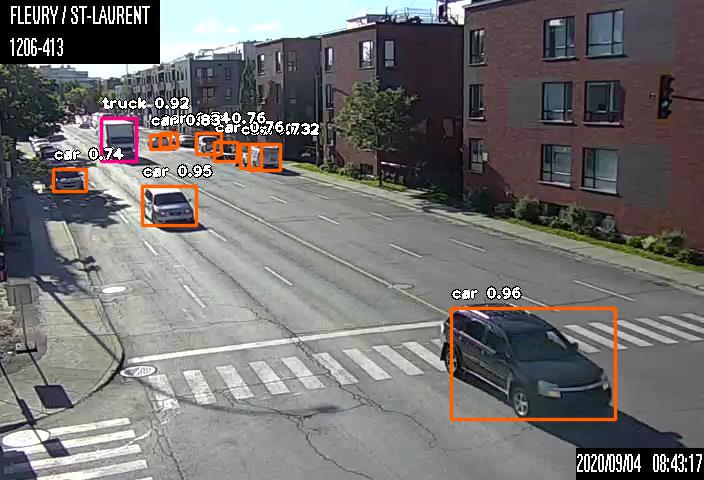 FLEURY / ST-LAURENT
1206-413
truck 0.92
car 0.74
car 0.95
car 0.96
2020/09/04 08:43:17